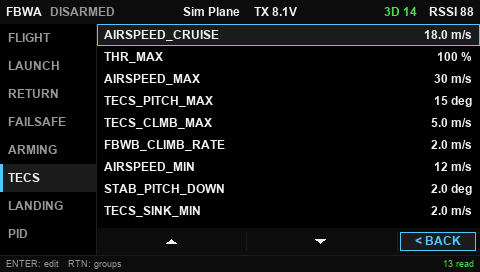 FBWA DISARMED Sim Plane TX 8.1V 3D 14 RSSI 88
FLIGHT
LAUNCH
RETURN
FAILSAFE
ARMING
TECS
LANDING
PID
AIRSPEED_CRUISE 18.0 m/s
THR_MAX 100 %
AIRSPEED_MAX 30 m/s
TECS_PITCH_MAX 15 deg
TECS_CLMB_MAX 5.0 m/s
FBWB_CLIMB_RATE 2.0 m/s
AIRSPEED_MIN 12 m/s
STAB_PITCH_DOWN 2.0 deg
TECS_SINK_MIN 2.0 m/s
< BACK
ENTER: edit RTN: groups 13 read